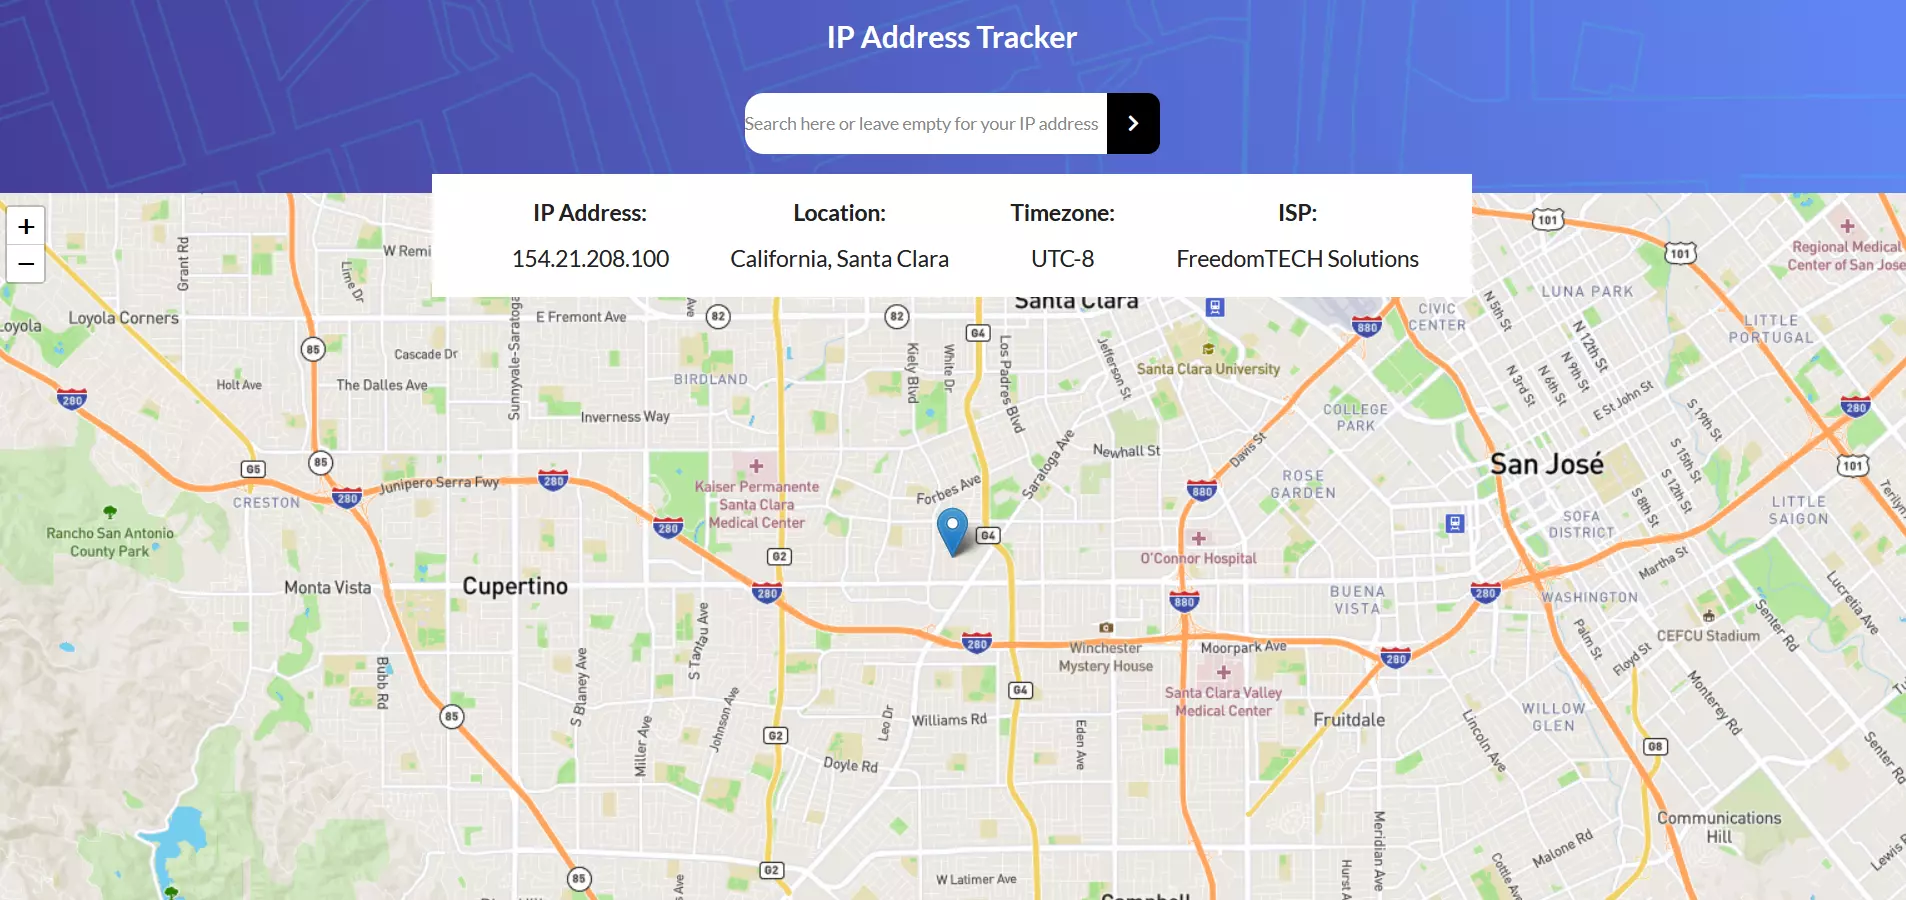 IP Address Tracker
Search here or leave empty for your IP address
IP Address:
154.21.208.100
Location:
California, Santa Clara
Timezone:
UTC-8
ISP:
FreedomTECH Solutions
+
−
Grant Rd
Lime Dr
W Remi
Ave
Santa Clara
101
101
Regional Medical
Center of San Jose
LUNA PARK
CIVIC
CENTER
N 5th St
LITTLE
PORTUGAL
N 12th St
Loyola Corners
E Fremont Ave
82
82
G4
880
oyola
85
Cascade Dr
Sunnyvale-Saratoga
Kiely Blvd
White Dr
Los Padres Blvd
Jefferson St
Santa Clara University
N 9th St
N 6th St
N 3rd St
Holt Ave
The Dalles Ave
BIRDLAND
280
280
Inverness Way
COLLEGE
PARK
E St John St
S 19th St
Saratoga Ave
Newhall St
Davis St
San José
S 15th St
S 12th St
101
G5
85
280
Junipero Serra Fwy
280
CRESTON
Kaiser Permanente
Santa Clara
Medical Center
Forbes Ave
880
ROSE
GARDEN
S 8th St
Terilyn
LITTLE
SAIGON
SOFA
DISTRICT
Rancho San Antonio
County Park
280
G4
G2
O'Connor Hospital
Martha St
Monta Vista
Cupertino
280
880
BUENA
VISTA
280
WASHINGTON
Lucretia Ave
Senter Rd
CEFCU Stadium
Palm St
Floyd St
S Tantau Ave
280
Winchester
Mystery House
Moorpark Ave
280
Bubb Rd
S Blaney Ave
G4
Santa Clara Valley
Medical Center
Monterey Rd
85
Miller Ave
Johnson Ave
Leo Dr
Williams Rd
Eden Ave
Fruitdale
WILLOW
GLEN
Lincoln Ave
G2
G8
Senter Rd
Doyle Rd
Communications
Hill
Meridian Ave
Malone Rd
Lewis R
85
G2
W Latimer Ave
Hurst A
Cottle Av
s Ave
Campbell